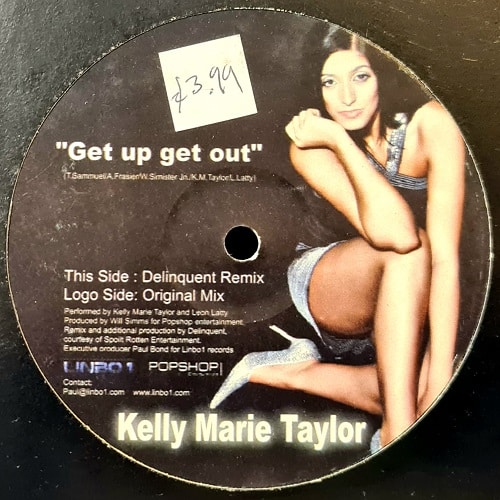 £3.99
"Get up get out"
(T.Sammuel/A.Frasier/W.Simister Jn./K.M.Taylor/L.Latty)
This Side : Delinquent Remix
Logo Side: Original Mix
Performed by Kelly Marie Taylor and Leon Latty
Produced by Will Simms for Popshop entertainment.
Remix and additional production by Delinquent,
courtesy of Spoilt Rotten Entertainment.
Executive producer Paul Bond for Linbo1 records
LINBO1 POPSHOP
Contact:
Paul@linbo1.com www.linbo1.com
Kelly Marie Taylor